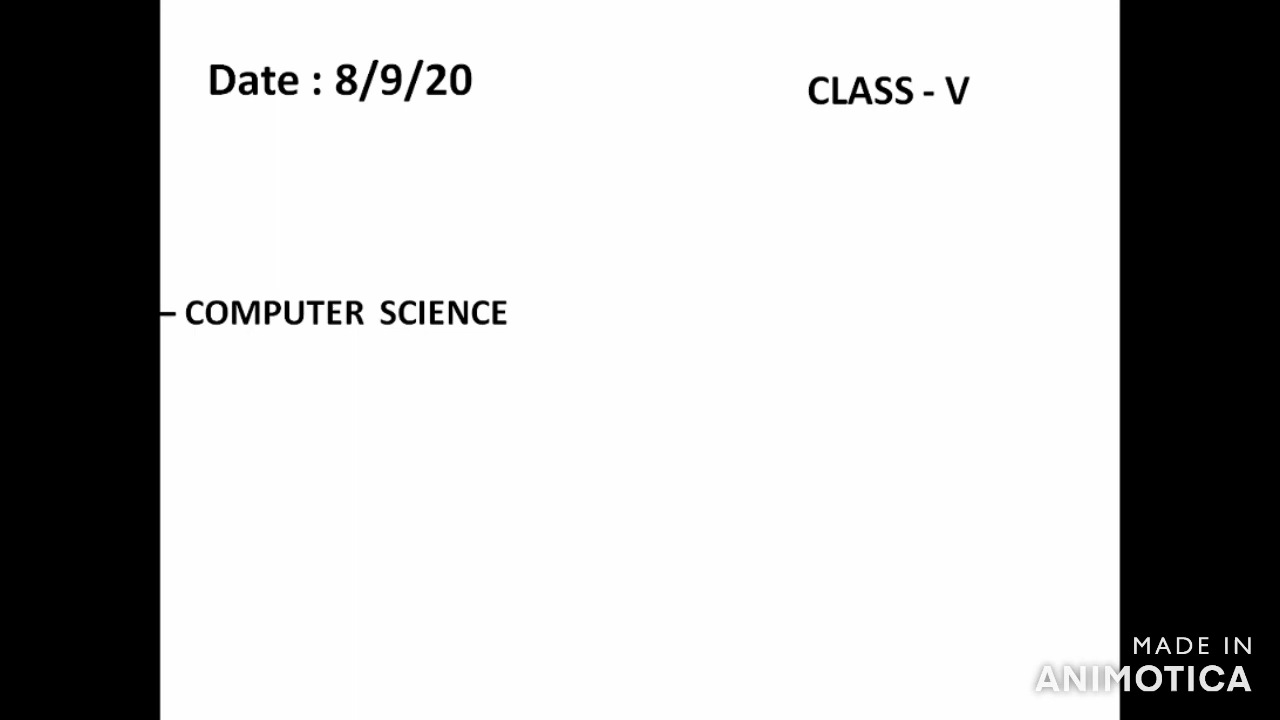 Date : 8/9/20
CLASS - V
– COMPUTER SCIENCE
MADE IN
ANIMOTICA